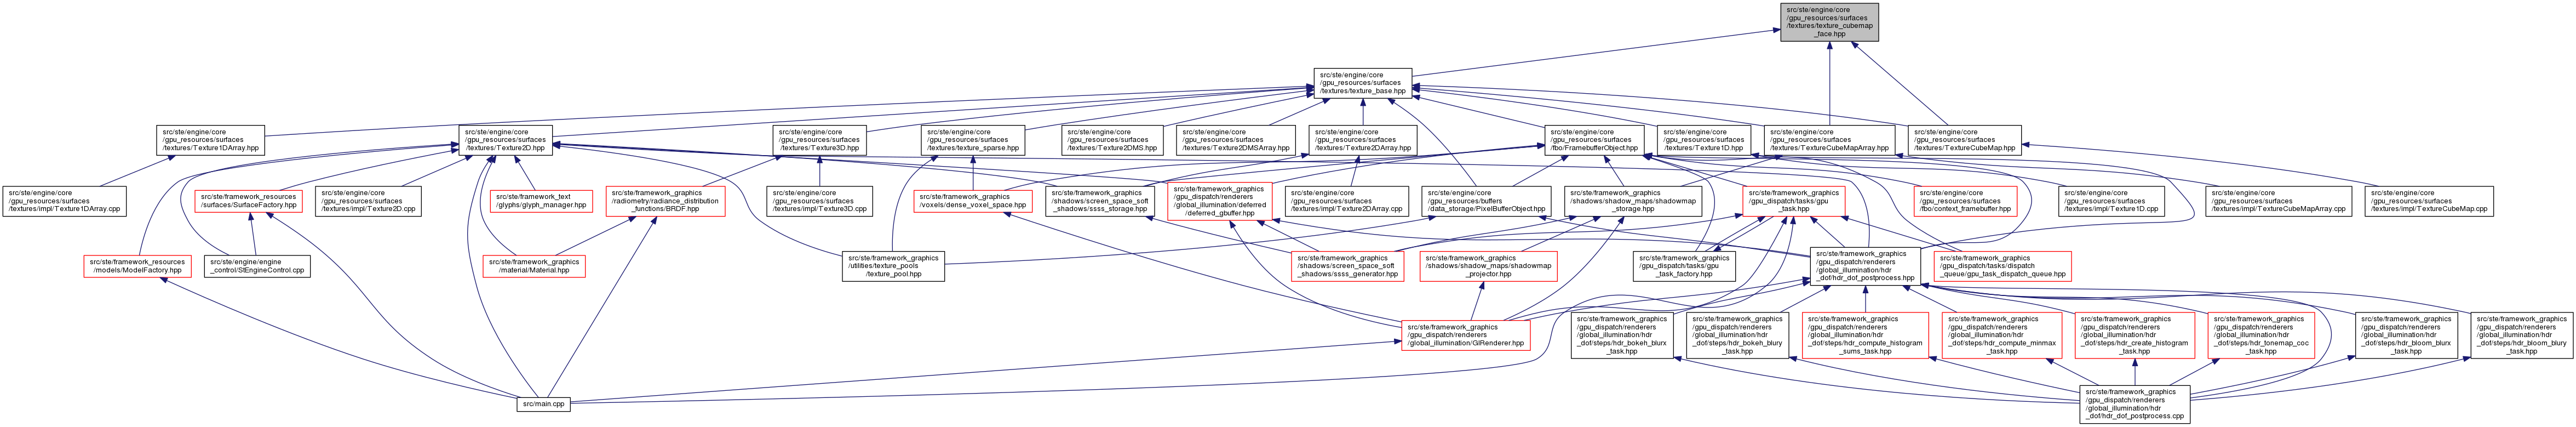 src/ste/engine/core
/gpu_resources/surfaces
/textures/texture_cubemap
_face.hpp
src/ste/engine/core
/gpu_resources/surfaces
/textures/texture_base.hpp
src/ste/engine/core
/gpu_resources/surfaces
/textures/Texture1DArray.hpp
src/ste/engine/core
/gpu_resources/surfaces
/textures/Texture2D.hpp
src/ste/engine/core
/gpu_resources/surfaces
/textures/Texture3D.hpp
src/ste/engine/core
/gpu_resources/surfaces
/textures/texture_sparse.hpp
src/ste/engine/core
/gpu_resources/surfaces
/textures/Texture2DMS.hpp
src/ste/engine/core
/gpu_resources/surfaces
/textures/Texture2DMSArray.hpp
src/ste/engine/core
/gpu_resources/surfaces
/textures/Texture2DArray.hpp
src/ste/engine/core
/gpu_resources/surfaces
/fbo/FramebufferObject.hpp
src/ste/engine/core
/gpu_resources/surfaces
/textures/Texture1D.hpp
src/ste/engine/core
/gpu_resources/surfaces
/textures/TextureCubeMapArray.hpp
src/ste/engine/core
/gpu_resources/surfaces
/textures/TextureCubeMap.hpp
src/ste/engine/core
/gpu_resources/surfaces
/textures/impl/Texture1DArray.cpp
src/ste/framework_resources
/surfaces/SurfaceFactory.hpp
src/ste/engine/core
/gpu_resources/surfaces
/textures/impl/Texture2D.cpp
src/ste/framework_text
/glyphs/glyph_manager.hpp
src/ste/framework_graphics
/radiometry/radiance_distribution
_functions/BRDF.hpp
src/ste/engine/core
/gpu_resources/surfaces
/textures/impl/Texture3D.cpp
src/ste/framework_graphics
/voxels/dense_voxel_space.hpp
src/ste/framework_graphics
/shadows/screen_space_soft
_shadows/ssss_storage.hpp
src/ste/framework_graphics
/gpu_dispatch/renderers
/global_illumination/deferred
/deferred_gbuffer.hpp
src/ste/engine/core
/gpu_resources/surfaces
/textures/impl/Texture2DArray.cpp
src/ste/engine/core
/gpu_resources/buffers
/data_storage/PixelBufferObject.hpp
src/ste/framework_graphics
/shadows/shadow_maps/shadowmap
_storage.hpp
src/ste/framework_graphics
/gpu_dispatch/tasks/gpu
_task.hpp
src/ste/engine/core
/gpu_resources/surfaces
/fbo/context_framebuffer.hpp
src/ste/engine/core
/gpu_resources/surfaces
/textures/impl/Texture1D.cpp
src/ste/engine/core
/gpu_resources/surfaces
/textures/impl/TextureCubeMapArray.cpp
src/ste/engine/core
/gpu_resources/surfaces
/textures/impl/TextureCubeMap.cpp
src/ste/framework_resources
/models/ModelFactory.hpp
src/ste/engine/engine
_control/StEngineControl.cpp
src/ste/framework_graphics
/material/Material.hpp
src/ste/framework_graphics
/utilities/texture_pools
/texture_pool.hpp
src/ste/framework_graphics
/shadows/screen_space_soft
_shadows/ssss_generator.hpp
src/ste/framework_graphics
/shadows/shadow_maps/shadowmap
_projector.hpp
src/ste/framework_graphics
/gpu_dispatch/tasks/gpu
_task_factory.hpp
src/ste/framework_graphics
/gpu_dispatch/renderers
/global_illumination/hdr
_dof/hdr_dof_postprocess.hpp
src/ste/framework_graphics
/gpu_dispatch/tasks/dispatch
_queue/gpu_task_dispatch_queue.hpp
src/ste/framework_graphics
/gpu_dispatch/renderers
/global_illumination/GIRenderer.hpp
src/ste/framework_graphics
/gpu_dispatch/renderers
/global_illumination/hdr
_dof/steps/hdr_bokeh_blurx
_task.hpp
src/ste/framework_graphics
/gpu_dispatch/renderers
/global_illumination/hdr
_dof/steps/hdr_bokeh_blury
_task.hpp
src/ste/framework_graphics
/gpu_dispatch/renderers
/global_illumination/hdr
_dof/steps/hdr_compute_histogram
_sums_task.hpp
src/ste/framework_graphics
/gpu_dispatch/renderers
/global_illumination/hdr
_dof/steps/hdr_compute_minmax
_task.hpp
src/ste/framework_graphics
/gpu_dispatch/renderers
/global_illumination/hdr
_dof/steps/hdr_create_histogram
_task.hpp
src/ste/framework_graphics
/gpu_dispatch/renderers
/global_illumination/hdr
_dof/steps/hdr_tonemap_coc
_task.hpp
src/ste/framework_graphics
/gpu_dispatch/renderers
/global_illumination/hdr
_dof/steps/hdr_bloom_blurx
_task.hpp
src/ste/framework_graphics
/gpu_dispatch/renderers
/global_illumination/hdr
_dof/steps/hdr_bloom_blury
_task.hpp
src/main.cpp
src/ste/framework_graphics
/gpu_dispatch/renderers
/global_illumination/hdr
_dof/hdr_dof_postprocess.cpp